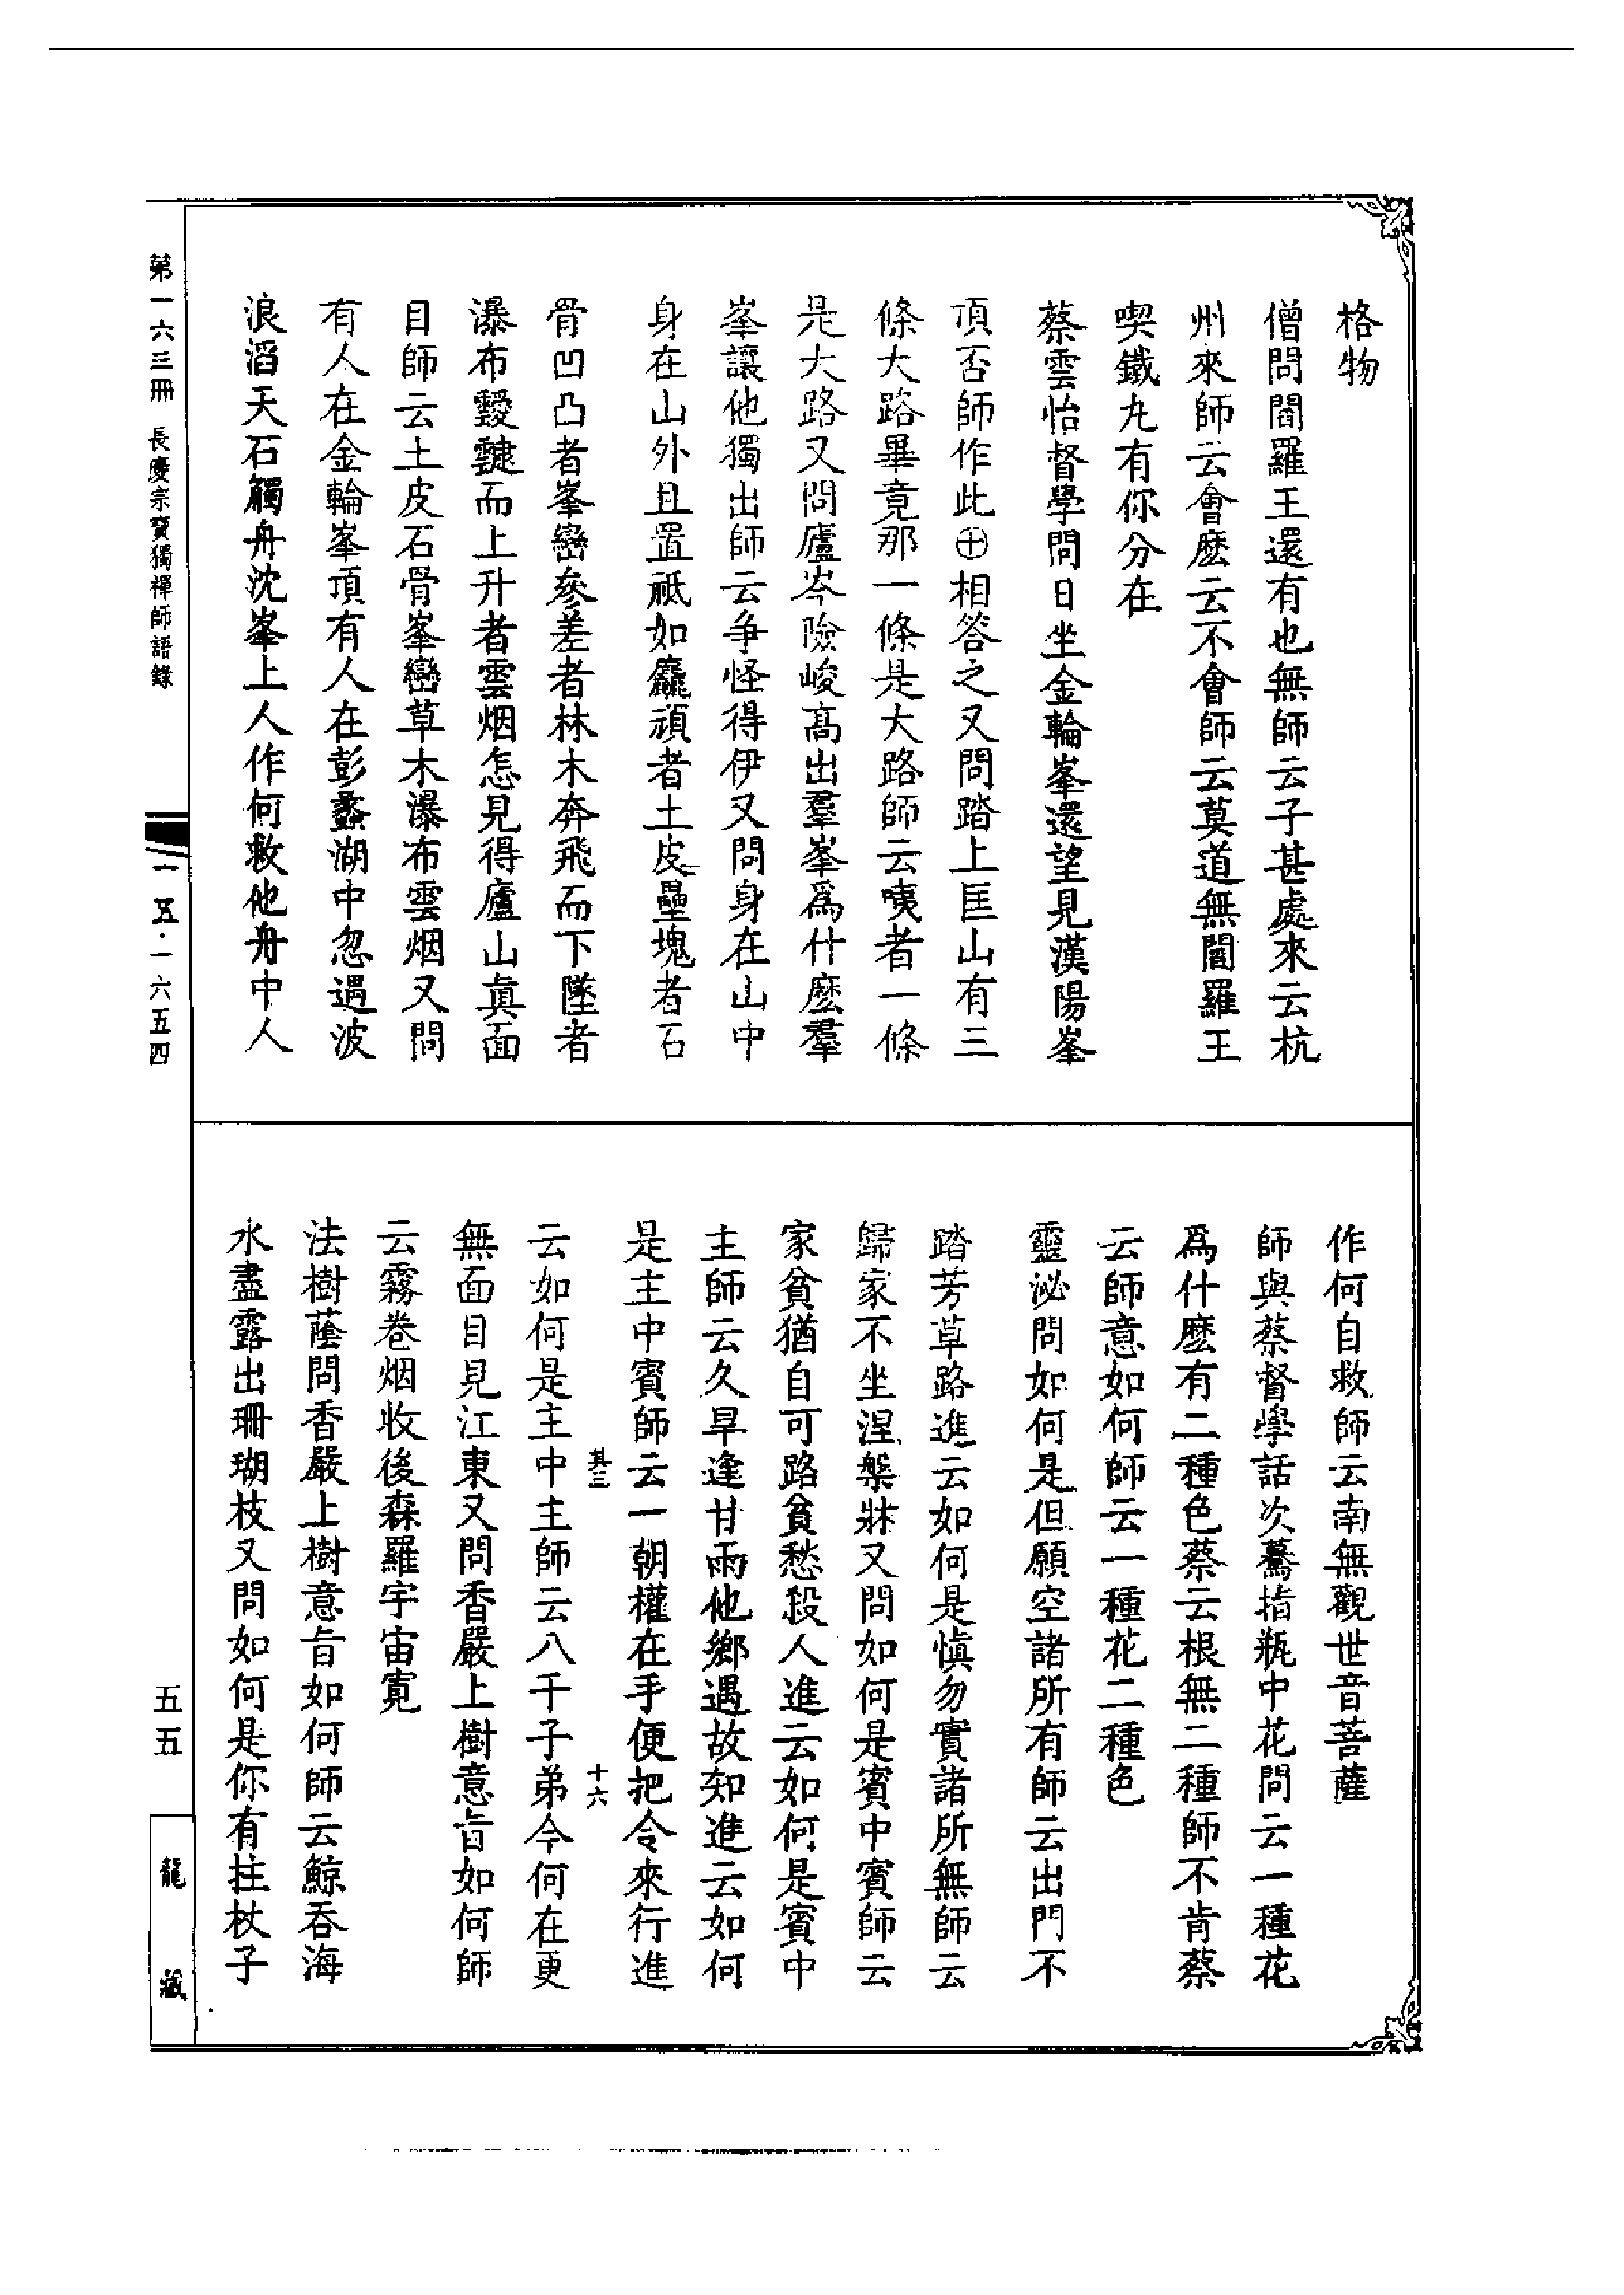 格物
僧問閻羅王還有也無師云子甚處來云杭
州來師云會麽云不會師云莫道無閻羅王
喫鐵丸有你分在
蔡雲怡督學問日坐金輪峯還望見漢陽峯
頂否師作此㊉相答之又問踏上匡山有三
條大路畢竟那一條是大路師云咦者一條
是大路又問廬岑險峻高出羣峯爲什麽羣
峯讓他獨出師云争怪得伊又問身在山中
身在山外且置祇如麤頑者土皮壘塊者石
骨凹凸者峯巒參差者林木奔飛而下墜者
瀑布靉靆而上升者雲烟怎見得廬山真面
目師云土皮石骨峯巒草木瀑布雲烟又問
有人在金輪峯頂有人在彭蠡湖中忽遇波
浪滔天石觸舟沈峯上人作何救他舟中人
作何自救師云南無觀世音菩薩
師與蔡督學話次驀指瓶中花問云一種花
爲什麽有二種色蔡云根無二種師不肯蔡
云師意如何師云一種花二種色
靈泌問如何是但願空諸所有師云出門不
踏芳草路進云如何是慎勿實諸所無師云
歸家不坐涅槃牀又問如何是賓中賓師云
家貧猶自可路貧愁殺人進云如何是賓中
主師云久旱逢甘雨他鄉遇故知進云如何
是主中賓師云一朝權在手便把令來行進
其三 十六
云如何是主中主師云八千子弟今何在更
無面目見江東又問香嚴上樹意旨如何師
云霧卷烟收後森羅宇宙寬
法樹蔭問香嚴上樹意旨如何師云鯨吞海
水盡露出珊瑚枝又問如何是你有拄杖子
第一六三冊 長慶宗寶獨禪師語錄
一五·一六五四
五五
龍藏